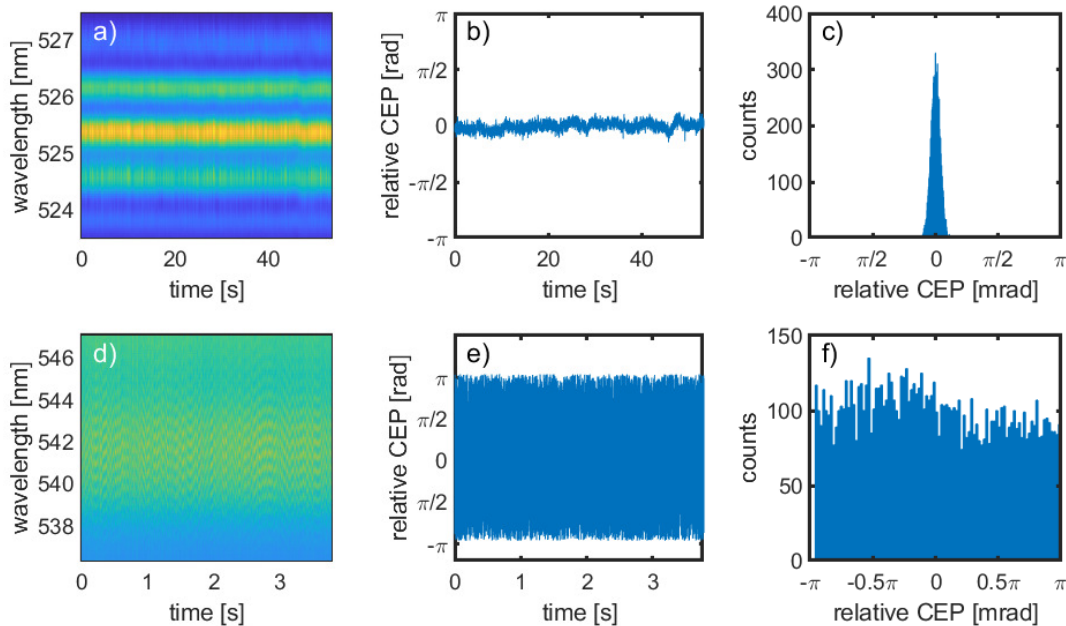 a)
527
526
525
524
wavelength [nm]
0 20 40
time [s]
b)
π
π/2
0
-π/2
-π
relative CEP [rad]
0 20 40
time [s]
c)
400
300
200
100
0
counts
-π π/2 0 π/2 π
relative CEP [mrad]
d)
546
544
542
540
538
wavelength [nm]
0 1 2 3
time [s]
e)
π
π/2
0
π/2
-π
relative CEP [rad]
0 1 2 3
time [s]
f)
150
100
50
0
counts
-π -0.5π 0 0.5π π
relative CEP [mrad]